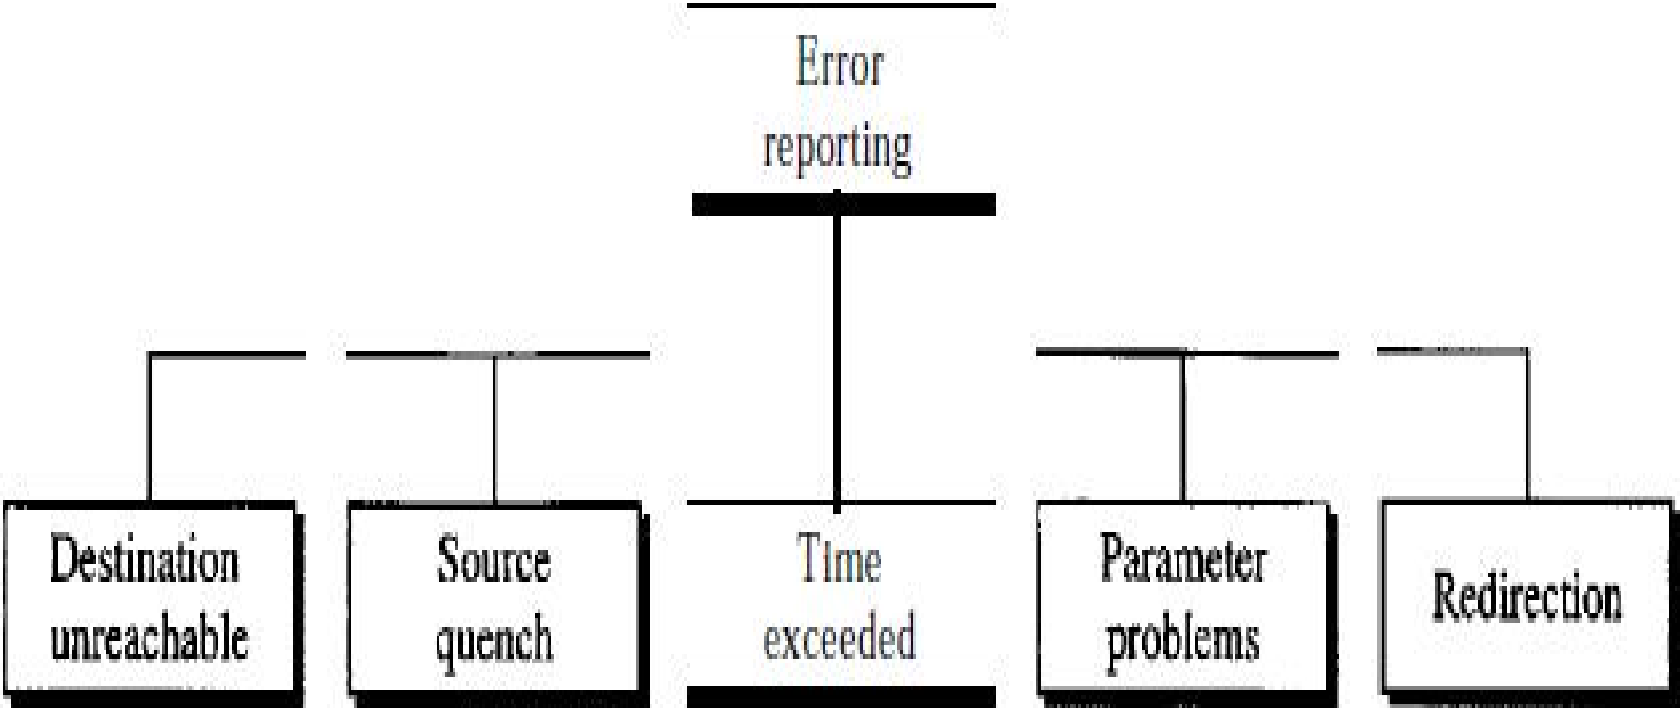 Error
reporting
Destination
unreachable
Source
quench
TIme
exceeded
Parameter
problems
Redirection